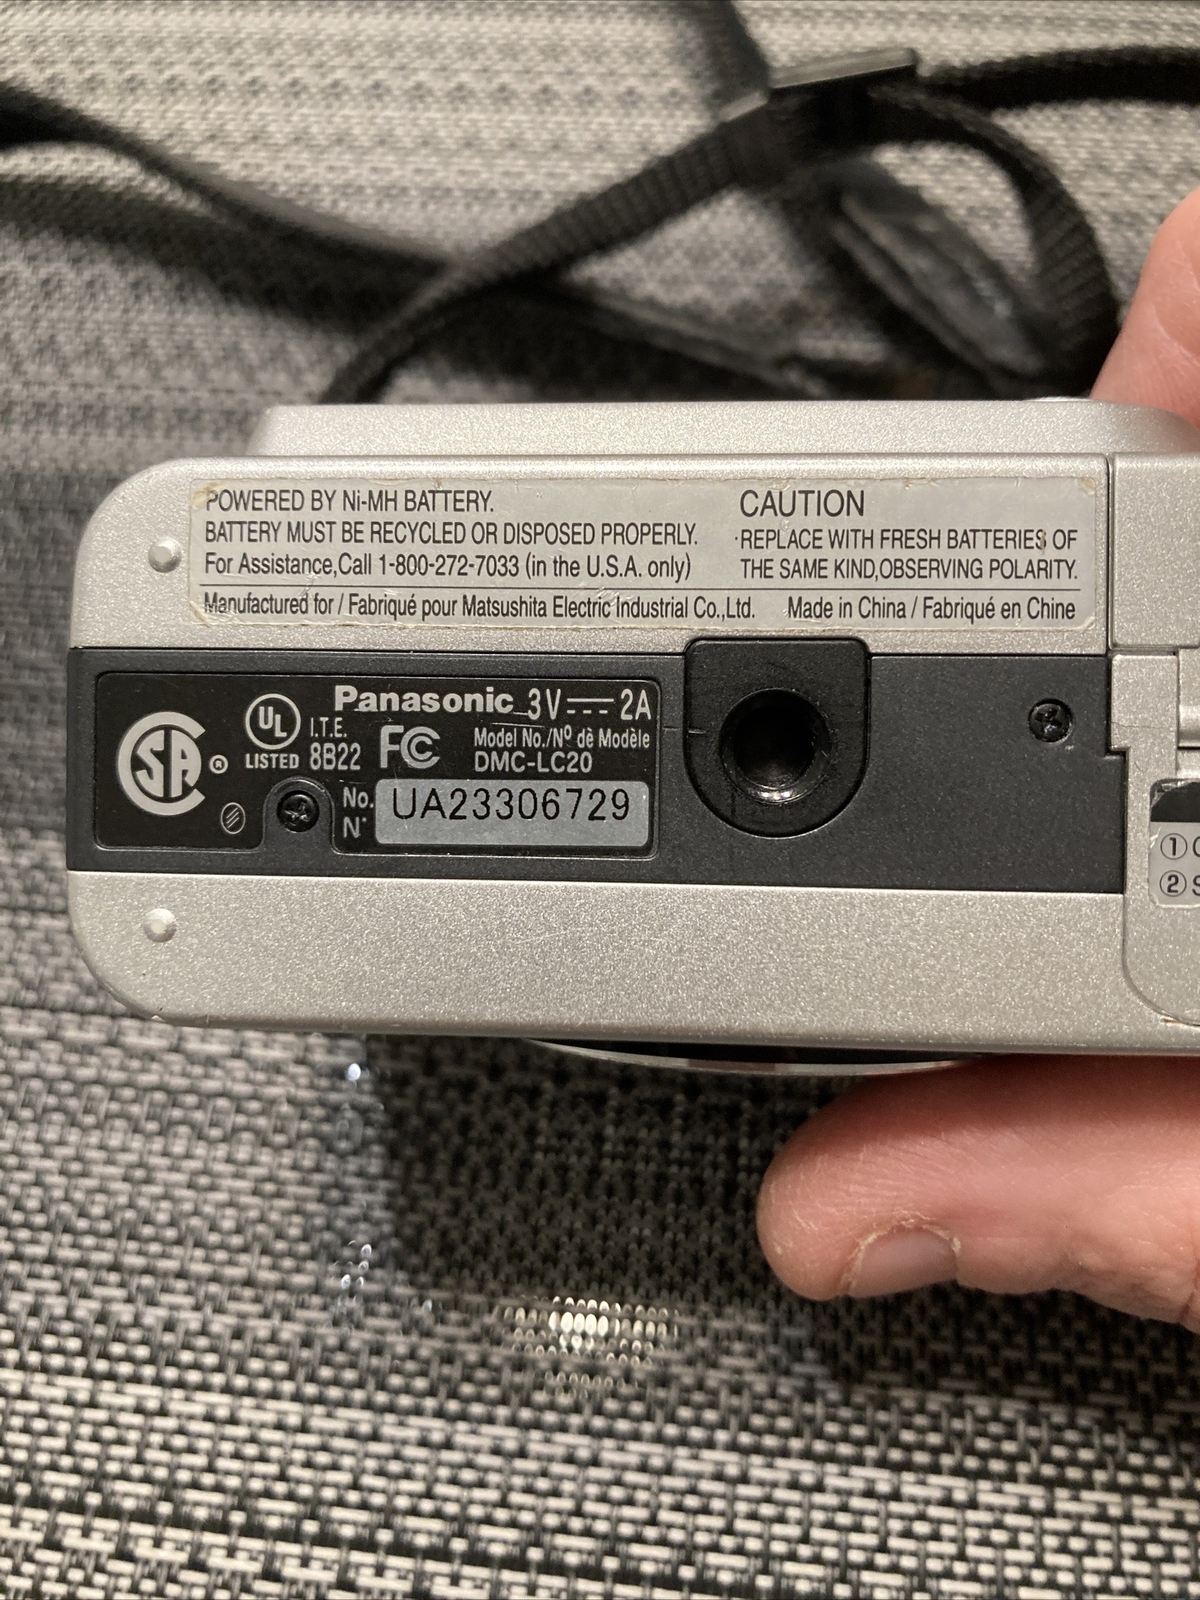 POWERED BY Ni-MH BATTERY.
BATTERY MUST BE RECYCLED OR DISPOSED PROPERLY.
For Assistance,Call 1-800-272-7033 (in the U.S.A. only)
CAUTION
·REPLACE WITH FRESH BATTERIES OF
THE SAME KIND,OBSERVING POLARITY.
Manufactured for / Fabriqué pour Matsushita Electric Industrial Co.,Ltd.
Made in China / Fabriqué en Chine
SA ®
UL
LISTED
I.T.E.
8B22
Panasonic 3V 2A
FC
Model No./Nº de Modèle
DMC-LC20
No.
N°
UA23306729
①
②